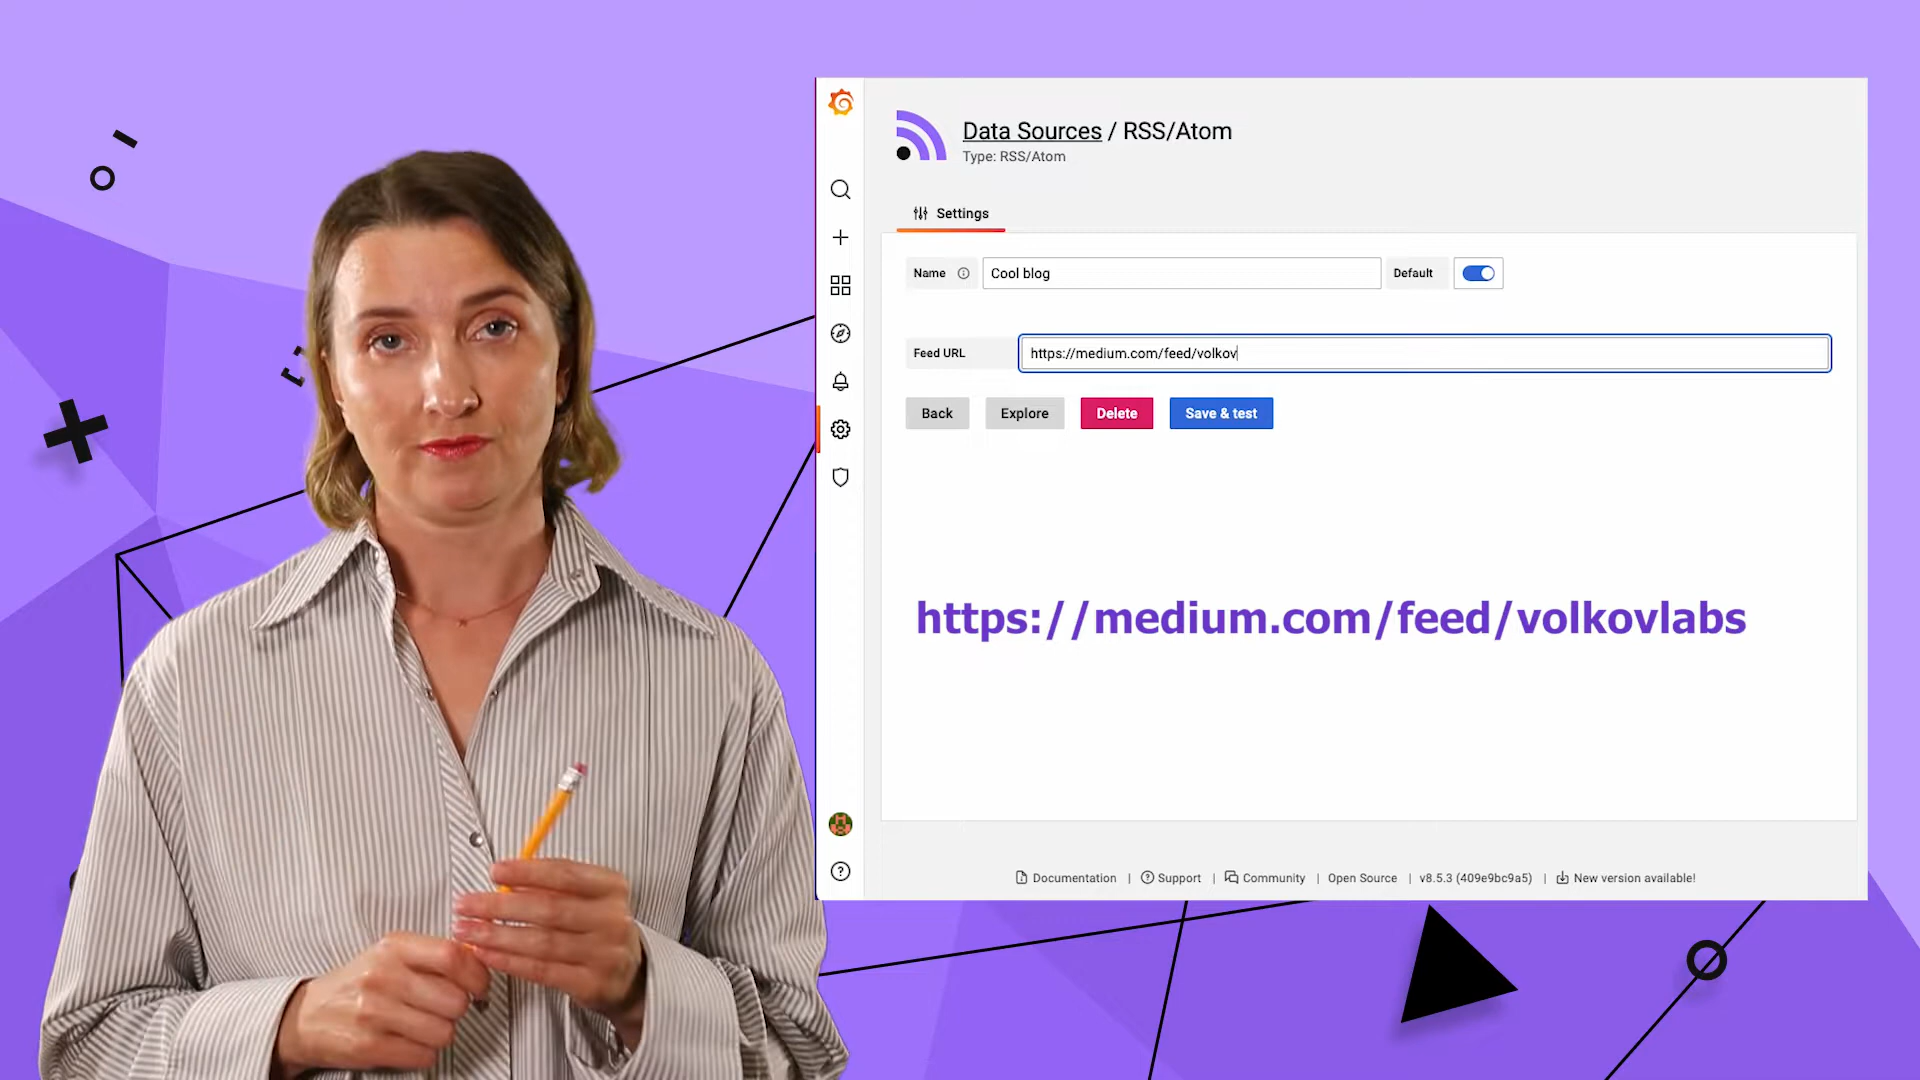 Data Sources / RSS/Atom
Type: RSS/Atom
Settings
Name Cool blog Default
Feed URL https://medium.com/feed/volkov
Back Explore Delete Save & test
https://medium.com/feed/volkovlabs
Documentation | Support | Community | Open Source | v8.5.3 (409e9bc9a5) | New version available!